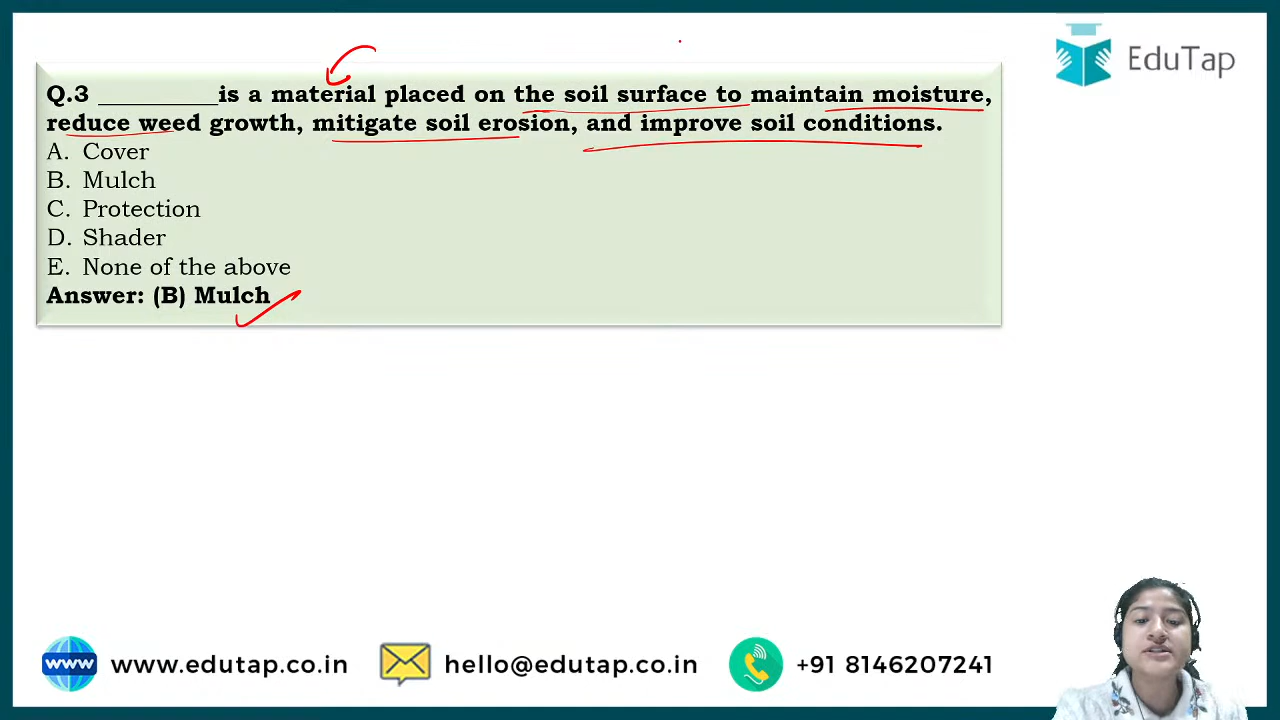 EduTap
Q.3 _________is a material placed on the soil surface to maintain moisture,
reduce weed growth, mitigate soil erosion, and improve soil conditions.
A. Cover
B. Mulch
C. Protection
D. Shader
E. None of the above
Answer: (B) Mulch
www www.edutap.co.in hello@edutap.co.in +91 8146207241